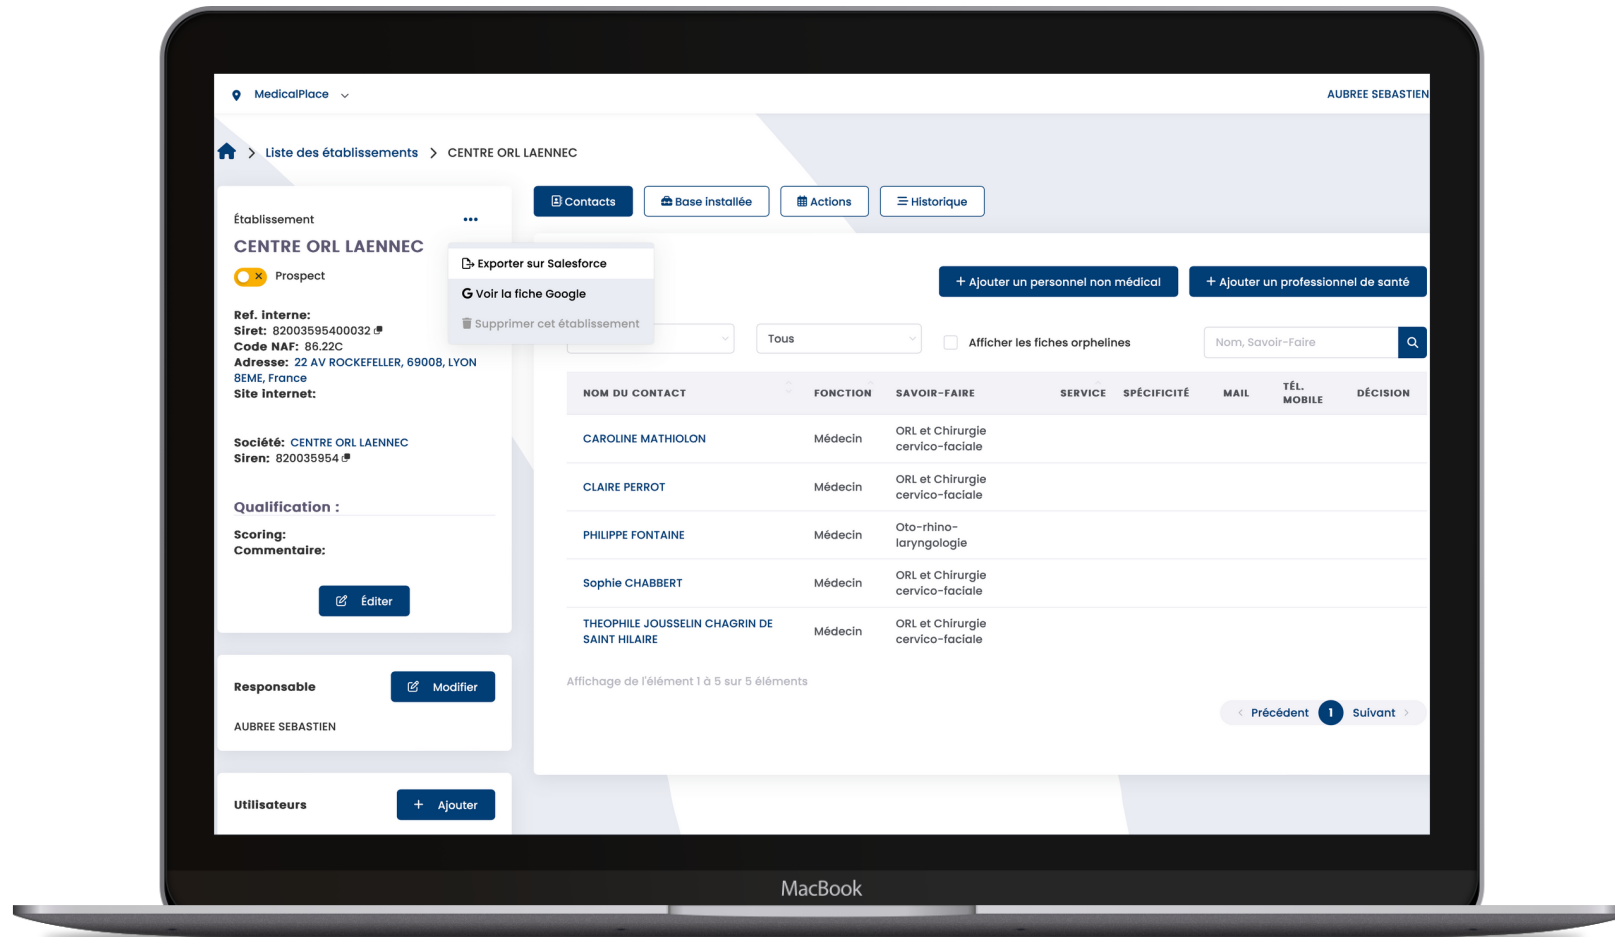 MedicalPlace
AUBREE SEBASTIEN
> Liste des établissements > CENTRE ORL LAENNEC
Établissement
CENTRE ORL LAENNEC
Prospect
Ref. interne:
Siret: 82003595400032
Code NAF: 86.22C
Adresse: 22 AV ROCKEFELLER, 69008, LYON
8EME, France
Site internet:
Société: CENTRE ORL LAENNEC
Siren: 820035954
Qualification :
Scoring:
Commentaire:
Éditer
Responsable
Modifier
AUBREE SEBASTIEN
Utilisateurs
+ Ajouter
Exporter sur Salesforce
Voir la fiche Google
Supprimer cet établissement
Contacts
Base installée
Actions
Historique
+ Ajouter un personnel non médical
+ Ajouter un professionnel de santé
Tous
Afficher les fiches orphelines
Nom, Savoir-Faire
NOM DU CONTACT FONCTION SAVOIR-FAIRE SERVICE SPÉCIFICITÉ MAIL TÉL. MOBILE DÉCISION
CAROLINE MATHIOLON Médecin ORL et Chirurgie
cervico-faciale
CLAIRE PERROT Médecin ORL et Chirurgie
cervico-faciale
PHILIPPE FONTAINE Médecin Oto-rhino-
laryngologie
Sophie CHABBERT Médecin ORL et Chirurgie
cervico-faciale
THEOPHILE JOUSSELIN CHAGRIN DE Médecin ORL et Chirurgie
SAINT HILAIRE cervico-faciale
Affichage de l'élément 1 à 5 sur 5 éléments
< Précédent 1 Suivant >
MacBook